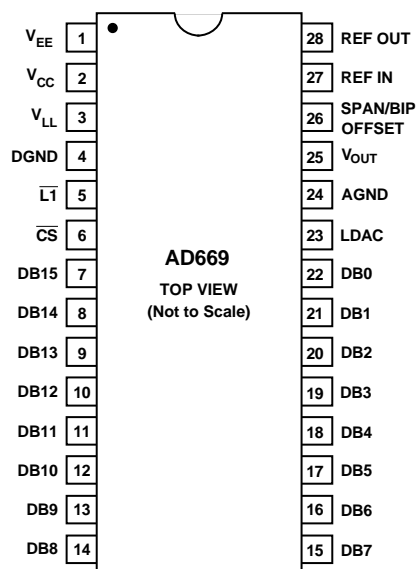 V_EE 1 28 REF OUT
V_CC 2 27 REF IN
V_LL 3 26 SPAN/BIP OFFSET
DGND 4 25 V_OUT
L̅1̅ 5 24 AGND
C̅S̅ 6 23 LDAC
AD669
TOP VIEW
(Not to Scale)
DB15 7 22 DB0
DB14 8 21 DB1
DB13 9 20 DB2
DB12 10 19 DB3
DB11 11 18 DB4
DB10 12 17 DB5
DB9 13 16 DB6
DB8 14 15 DB7